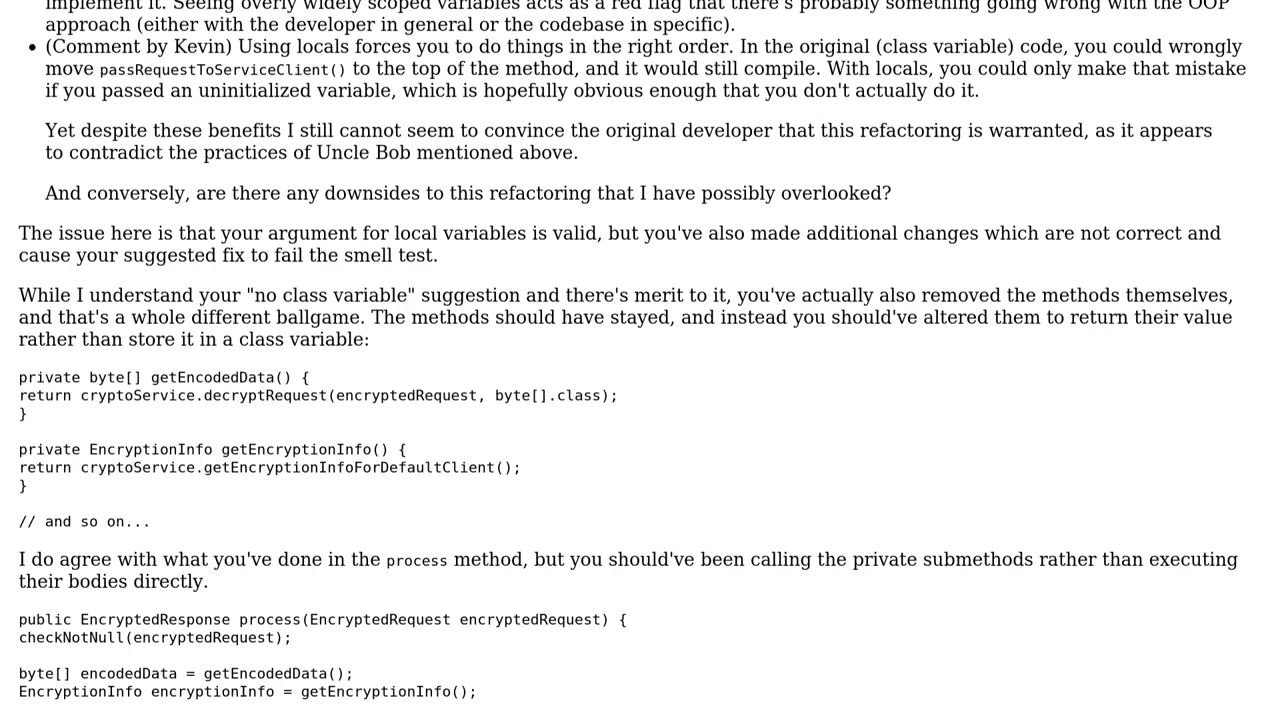 implement it. Seeing overly widely scoped variables acts as a red flag that there's probably something going wrong with the OOP
approach (either with the developer in general or the codebase in specific).
• (Comment by Kevin) Using locals forces you to do things in the right order. In the original (class variable) code, you could wrongly
move passRequestToServiceClient() to the top of the method, and it would still compile. With locals, you could only make that mistake
if you passed an uninitialized variable, which is hopefully obvious enough that you don't actually do it.
Yet despite these benefits I still cannot seem to convince the original developer that this refactoring is warranted, as it appears
to contradict the practices of Uncle Bob mentioned above.
And conversely, are there any downsides to this refactoring that I have possibly overlooked?
The issue here is that your argument for local variables is valid, but you've also made additional changes which are not correct and
cause your suggested fix to fail the smell test.
While I understand your "no class variable" suggestion and there's merit to it, you've actually also removed the methods themselves,
and that's a whole different ballgame. The methods should have stayed, and instead you should've altered them to return their value
rather than store it in a class variable:
private byte[] getEncodedData() {
return cryptoService.decryptRequest(encryptedRequest, byte[].class);
}
private EncryptionInfo getEncryptionInfo() {
return cryptoService.getEncryptionInfoForDefaultClient();
}
// and so on...
I do agree with what you've done in the process method, but you should've been calling the private submethods rather than executing
their bodies directly.
public EncryptedResponse process(EncryptedRequest encryptedRequest) {
checkNotNull(encryptedRequest);
byte[] encodedData = getEncodedData();
EncryptionInfo encryptionInfo = getEncryptionInfo();